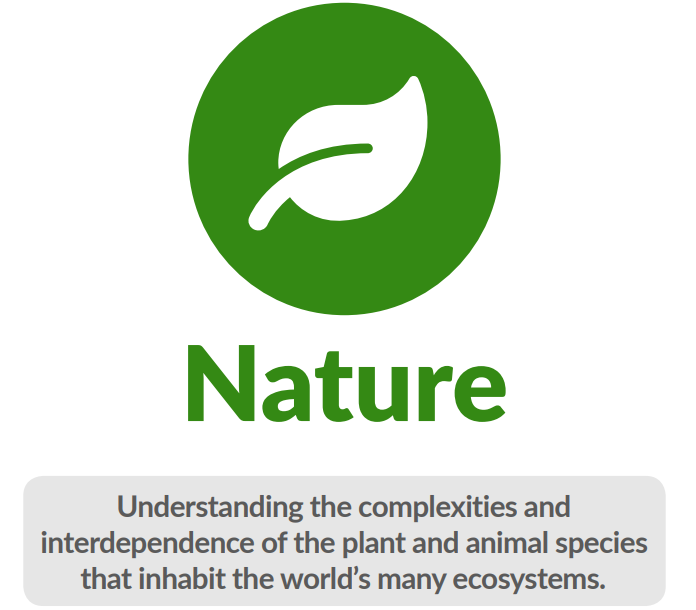 Nature
Understanding the complexities and
interdependence of the plant and animal species
that inhabit the world’s many ecosystems.